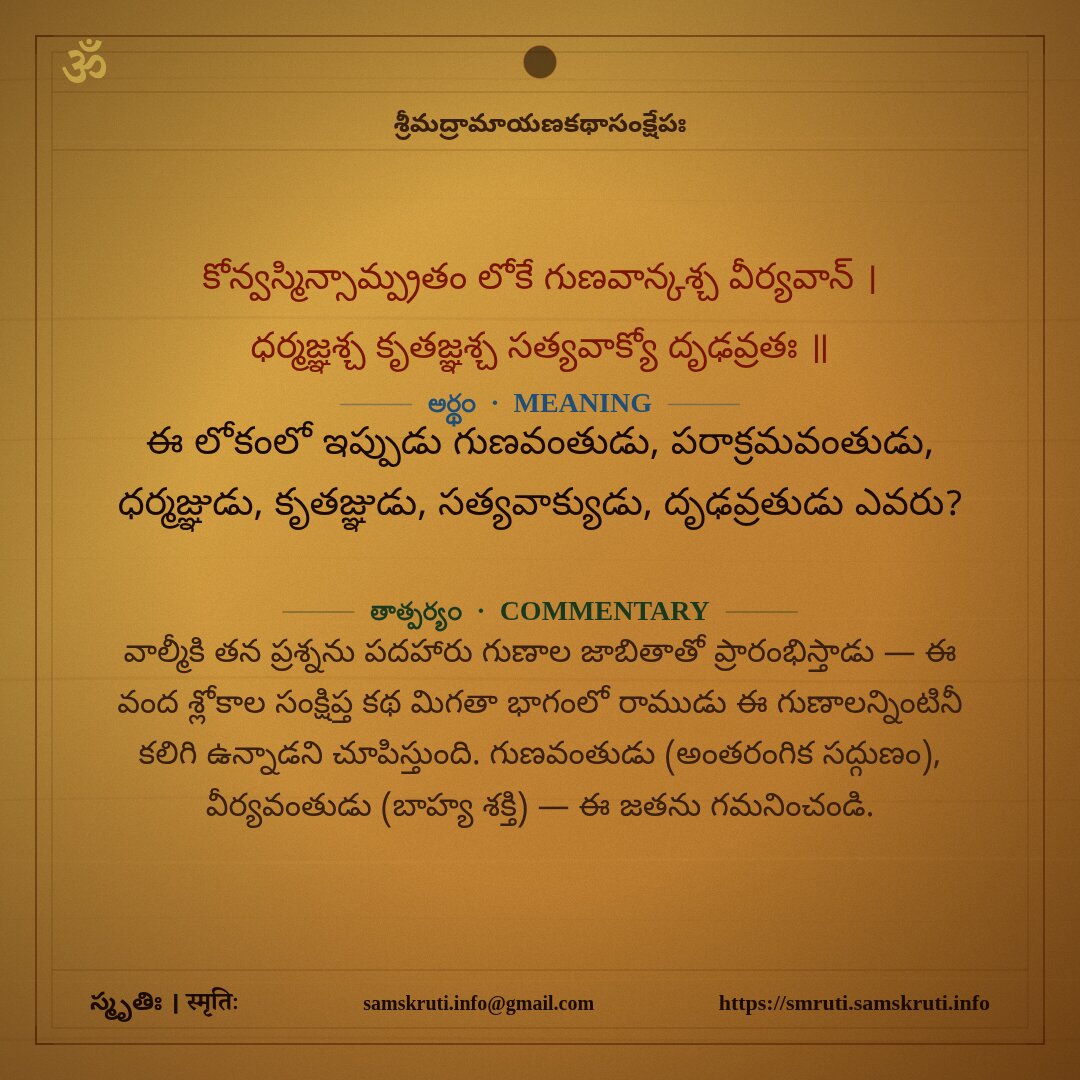 ॐ
శ్రీమద్రామాయణకథాసంక్షేపః
కోన్వస్మిన్సామ్ప్రతం లోకే గుణవాన్కశ్చ వీర్యవాన్ ।
ధర్మజ్ఞశ్చ కృతజ్ఞశ్చ సత్యవాక్యో దృఢవ్రతః ॥
అర్థం · MEANING
ఈ లోకంలో ఇప్పుడు గుణవంతుడు, పరాక్రమవంతుడు,
ధర్మజ్ఞుడు, కృతజ్ఞుడు, సత్యవాక్యుడు, దృఢవ్రతుడు ఎవరు?
తాత్పర్యం · COMMENTARY
వాల్మీకి తన ప్రశ్నను పదహారు గుణాల జాబితాతో ప్రారంభిస్తాడు — ఈ
వంద శ్లోకాల సంక్షిప్త కథ మిగతా భాగంలో రాముడు ఈ గుణాలన్నింటినీ
కలిగి ఉన్నాడని చూపిస్తుంది. గుణవంతుడు (అంతరంగిక సద్గుణం),
వీర్యవంతుడు (బాహ్య శక్తి) — ఈ జతను గమనించండి.
స్మృతిః | स्मृतिः samskruti.info@gmail.com https://smruti.samskruti.info